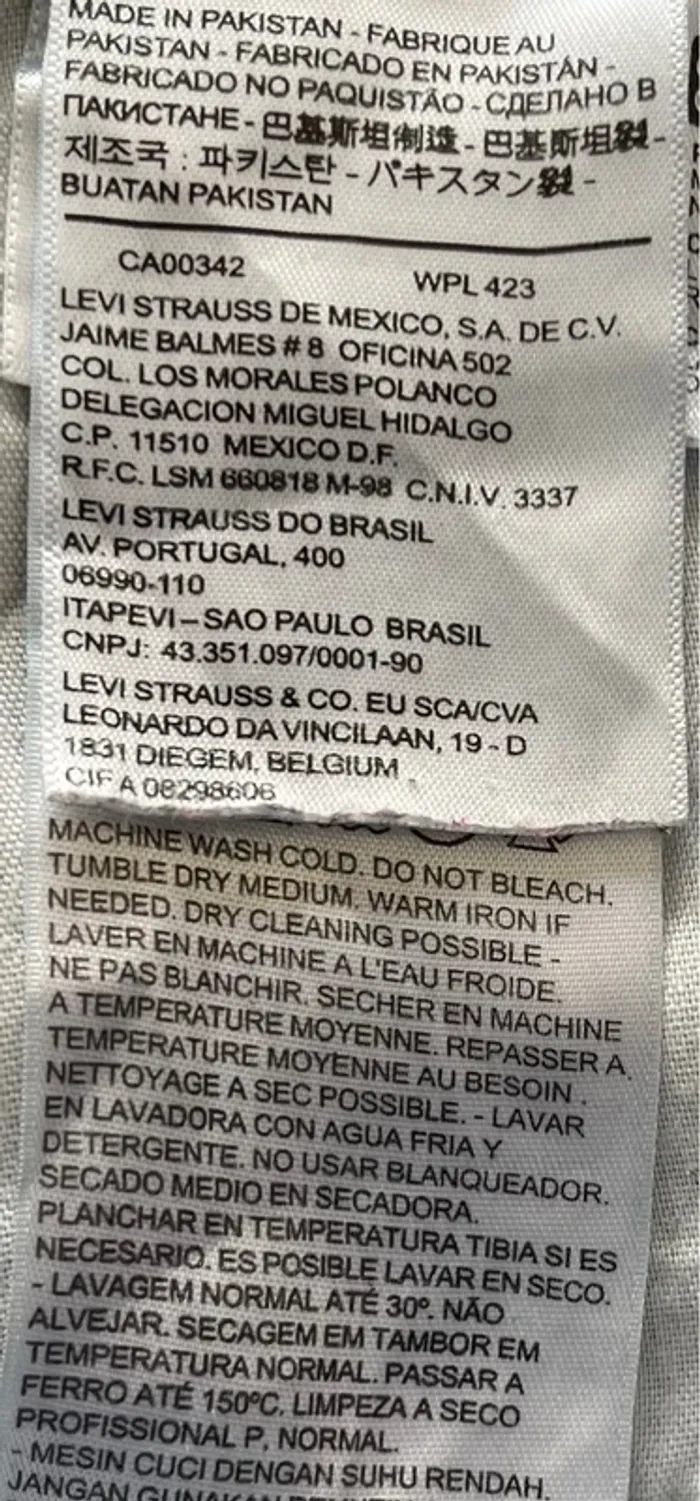 MADE IN PAKISTAN - FABRIQUE AU
PAKISTAN - FABRICADO EN PAKISTÁN -
FABRICADO NO PAQUISTÃO - СДЕЛАНО В
ПАКИСТАНЕ - 巴基斯坦制造 - 巴基斯坦製 -
제조국 : 파키스탄 - パキスタン製 -
BUATAN PAKISTAN
CA00342 WPL 423
LEVI STRAUSS DE MEXICO, S.A. DE C.V.
JAIME BALMES # 8 OFICINA 502
COL. LOS MORALES POLANCO
DELEGACION MIGUEL HIDALGO
C.P. 11510 MEXICO D.F.
R.F.C. LSM 660818 M-98 C.N.I.V. 3337
LEVI STRAUSS DO BRASIL
AV. PORTUGAL, 400
06990-110
ITAPEVI – SAO PAULO BRASIL
CNPJ: 43.351.097/0001-90
LEVI STRAUSS & CO. EU SCA/CVA
LEONARDO DA VINCILAAN, 19 - D
1831 DIEGEM, BELGIUM
CIF A 08298606
MACHINE WASH COLD. DO NOT BLEACH.
TUMBLE DRY MEDIUM. WARM IRON IF
NEEDED. DRY CLEANING POSSIBLE -
LAVER EN MACHINE A L'EAU FROIDE.
NE PAS BLANCHIR. SECHER EN MACHINE
A TEMPERATURE MOYENNE. REPASSER A
TEMPERATURE MOYENNE AU BESOIN .
NETTOYAGE A SEC POSSIBLE. - LAVAR
EN LAVADORA CON AGUA FRIA Y
DETERGENTE. NO USAR BLANQUEADOR.
SECADO MEDIO EN SECADORA.
PLANCHAR EN TEMPERATURA TIBIA SI ES
NECESARIO. ES POSIBLE LAVAR EN SECO.
- LAVAGEM NORMAL ATÉ 30º. NÃO
ALVEJAR. SECAGEM EM TAMBOR EM
TEMPERATURA NORMAL. PASSAR A
FERRO ATÉ 150ºC. LIMPEZA A SECO
PROFISSIONAL P, NORMAL.
- MESIN CUCI DENGAN SUHU RENDAH.
JANGAN GUNAKAN